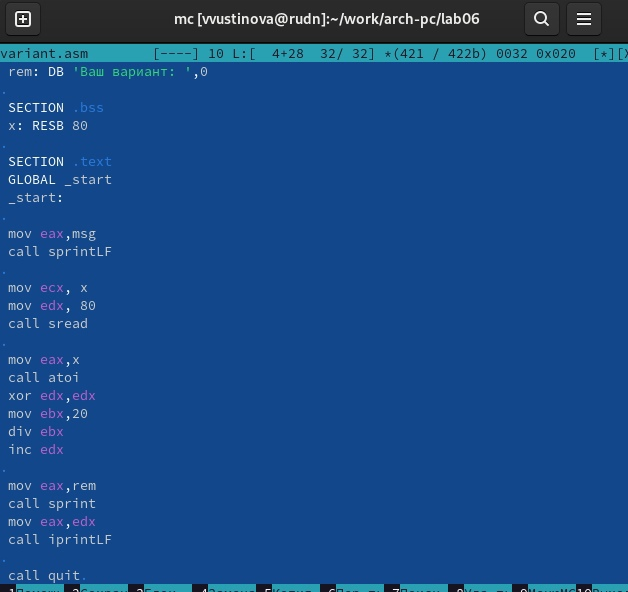 mc [vvustinova@rudn]:~/work/arch-pc/lab06
variant.asm [----] 10 L:[ 4+28 32/ 32] *(421 / 422b) 0032 0x020 [*][X
rem: DB 'Ваш вариант: ',0
SECTION .bss
x: RESB 80
SECTION .text
GLOBAL _start
_start:
mov eax,msg
call sprintLF
mov ecx, x
mov edx, 80
call sread
mov eax,x
call atoi
xor edx,edx
mov ebx,20
div ebx
inc edx
mov eax,rem
call sprint
mov eax,edx
call iprintLF
call quit.